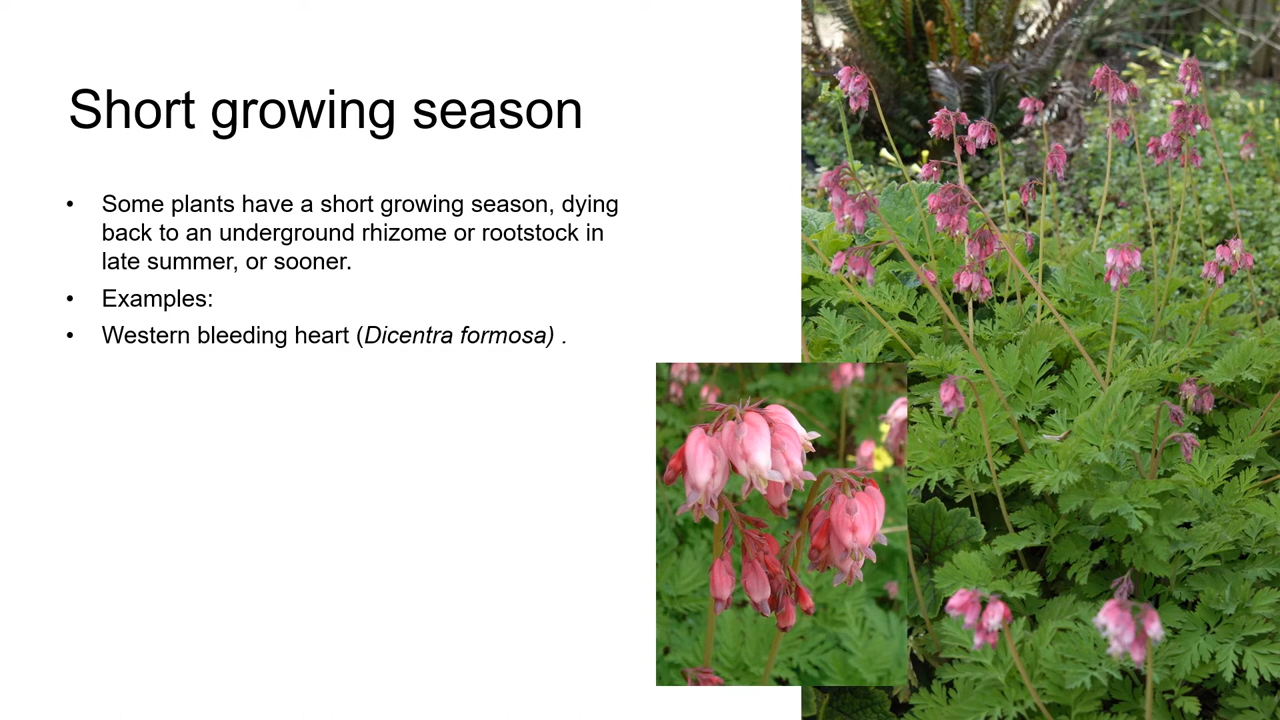 Short growing season
• Some plants have a short growing season, dying
back to an underground rhizome or rootstock in
late summer, or sooner.
• Examples:
• Western bleeding heart (Dicentra formosa) .